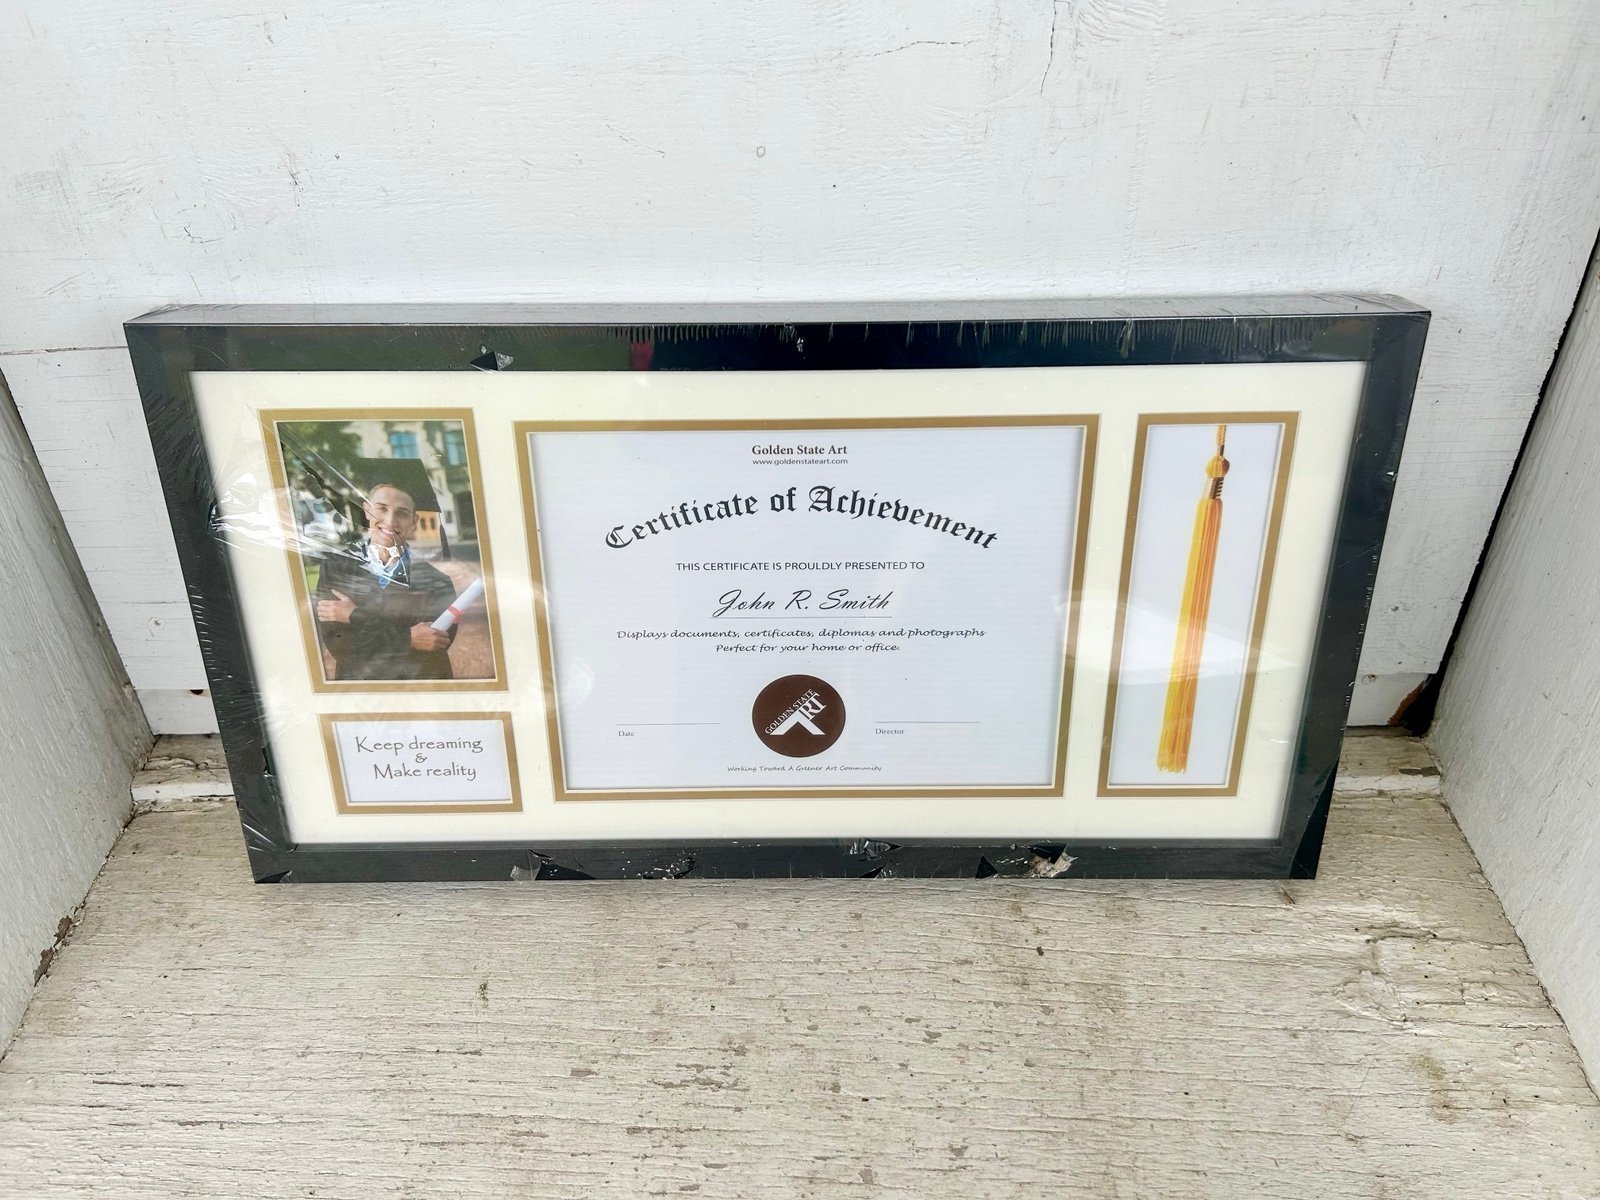 Golden State Art
www.goldenstateart.com
Certificate of Achievement
THIS CERTIFICATE IS PROULDLY PRESENTED TO
John R. Smith
Displays documents, certificates, diplomas and photographs
Perfect for your home or office.
GOLDEN STATE
ART
Date
Director
Working Toward A Greener Art Community
Keep dreaming
&
Make reality